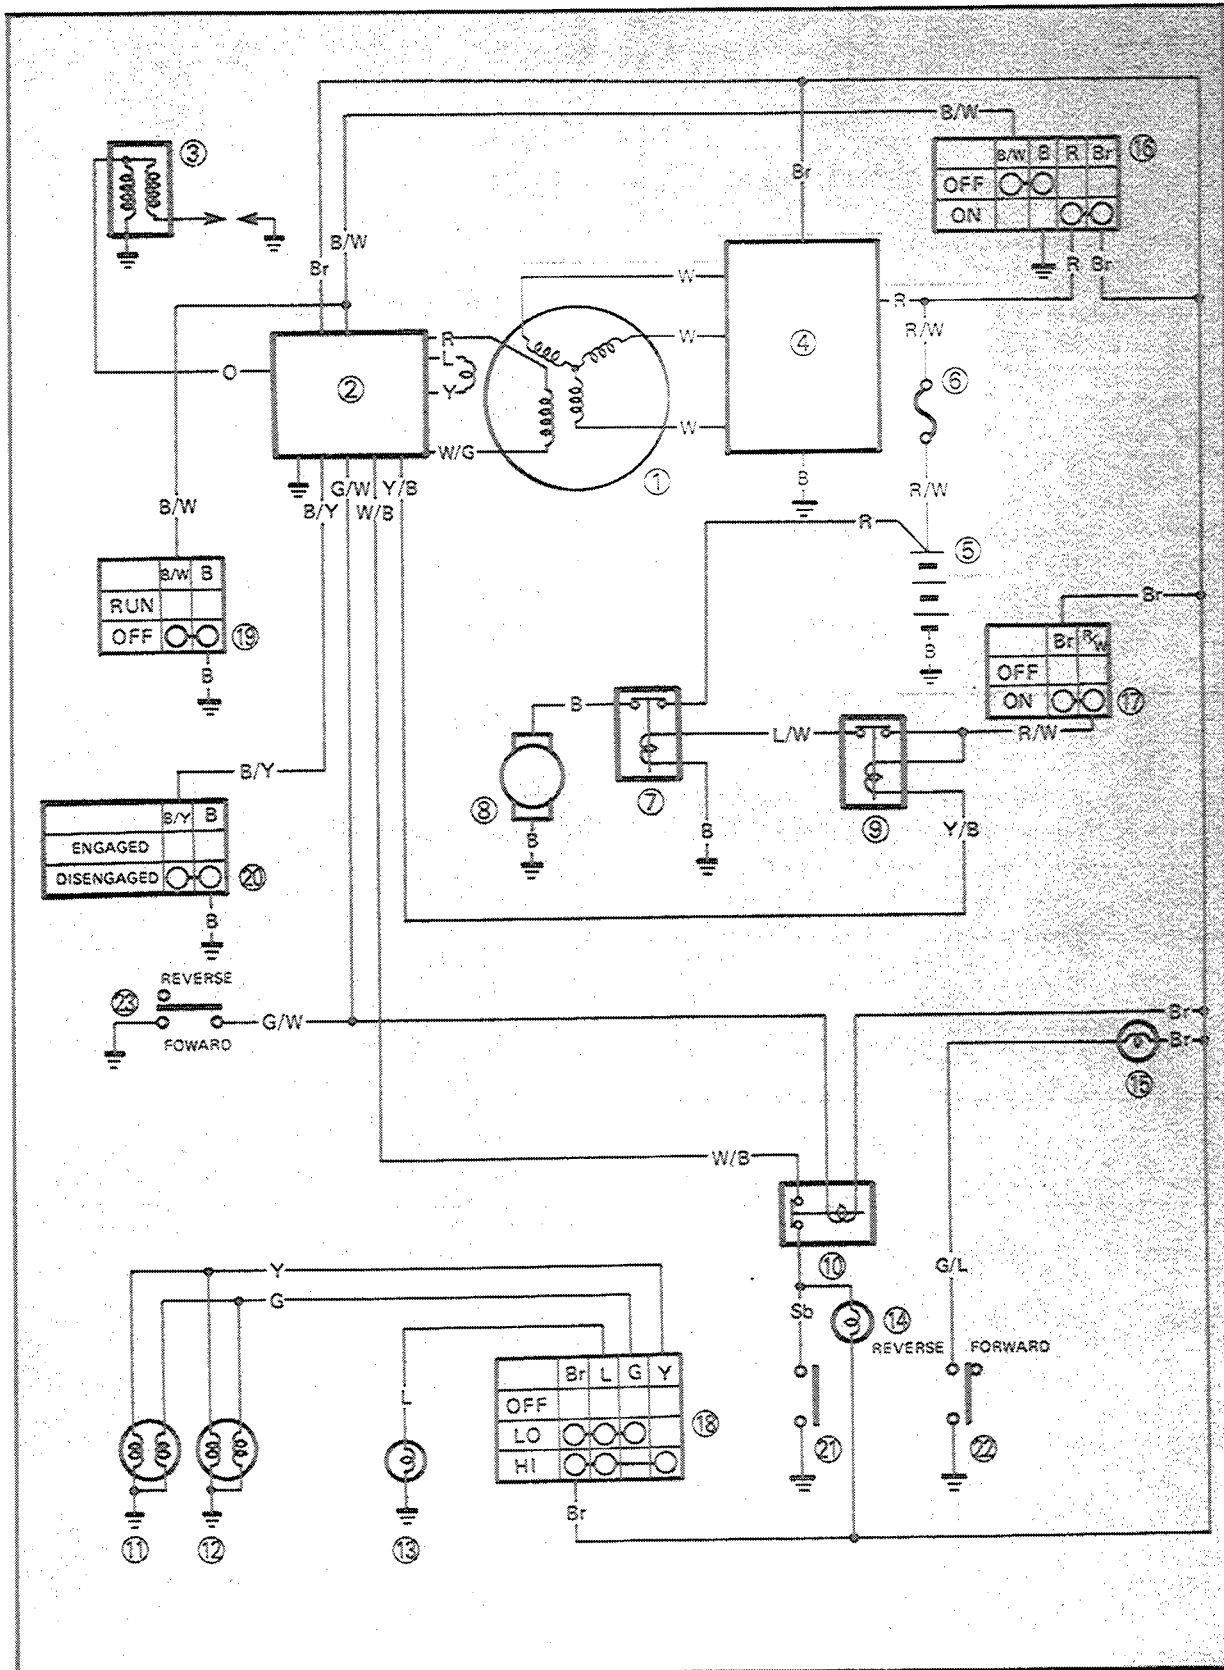 B/W
③
B/W B R Br ⑯
OFF
ON
Br
B/W
Br
R Br
W
R
R/W
R
L
Y
W
④
⑥
O
②
W
W/G
①
B
R/W
G/W Y/B
B/Y W/B
B/W
R
⑤
B/W B
RUN
OFF ⑲
B
Br
B
Br R/W
OFF
ON ⑰
B
L/W
R/W
B/Y
⑧
⑦
⑨
B
B
Y/B
B/Y B
ENGAGED
DISENGAGED ⑳
B
REVERSE
㉓
G/W
FOWARD
Br
Br
⑮
W/B
⑩
G/L
Y
G
Sb
⑭
REVERSE FORWARD
Br L G Y
OFF
LO
HI
⑱
L
㉑
㉒
Br
⑪ ⑫ ⑬